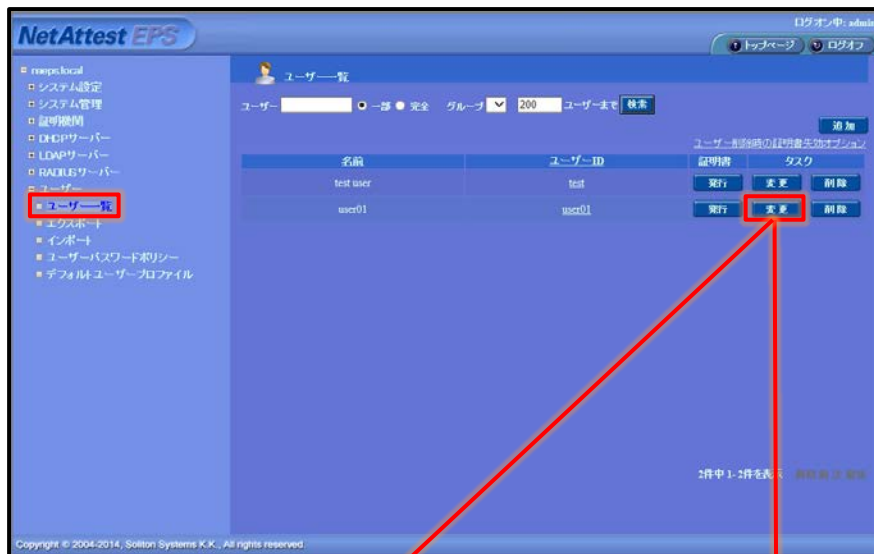 NetAttest EPS
ログオン中: admin
トップページ
ログオフ
naeps.local
システム設定
システム管理
証明機関
DHCPサーバー
LDAPサーバー
RADIUSサーバー
ユーザー
ユーザー一覧
エクスポート
インポート
ユーザーパスワードポリシー
デフォルトユーザープロファイル
ユーザー一覧
ユーザー 一部 完全 グループ 200 ユーザーまで 検索
追加
ユーザー削除時の証明書失効オプション
名前 ユーザーID 証明書 タスク
test user test 発行 変更 削除
user01 user01 発行 変更 削除
2件中 1-2件を表示
Copyright © 2004-2014, Soliton Systems K.K., All rights reserved.